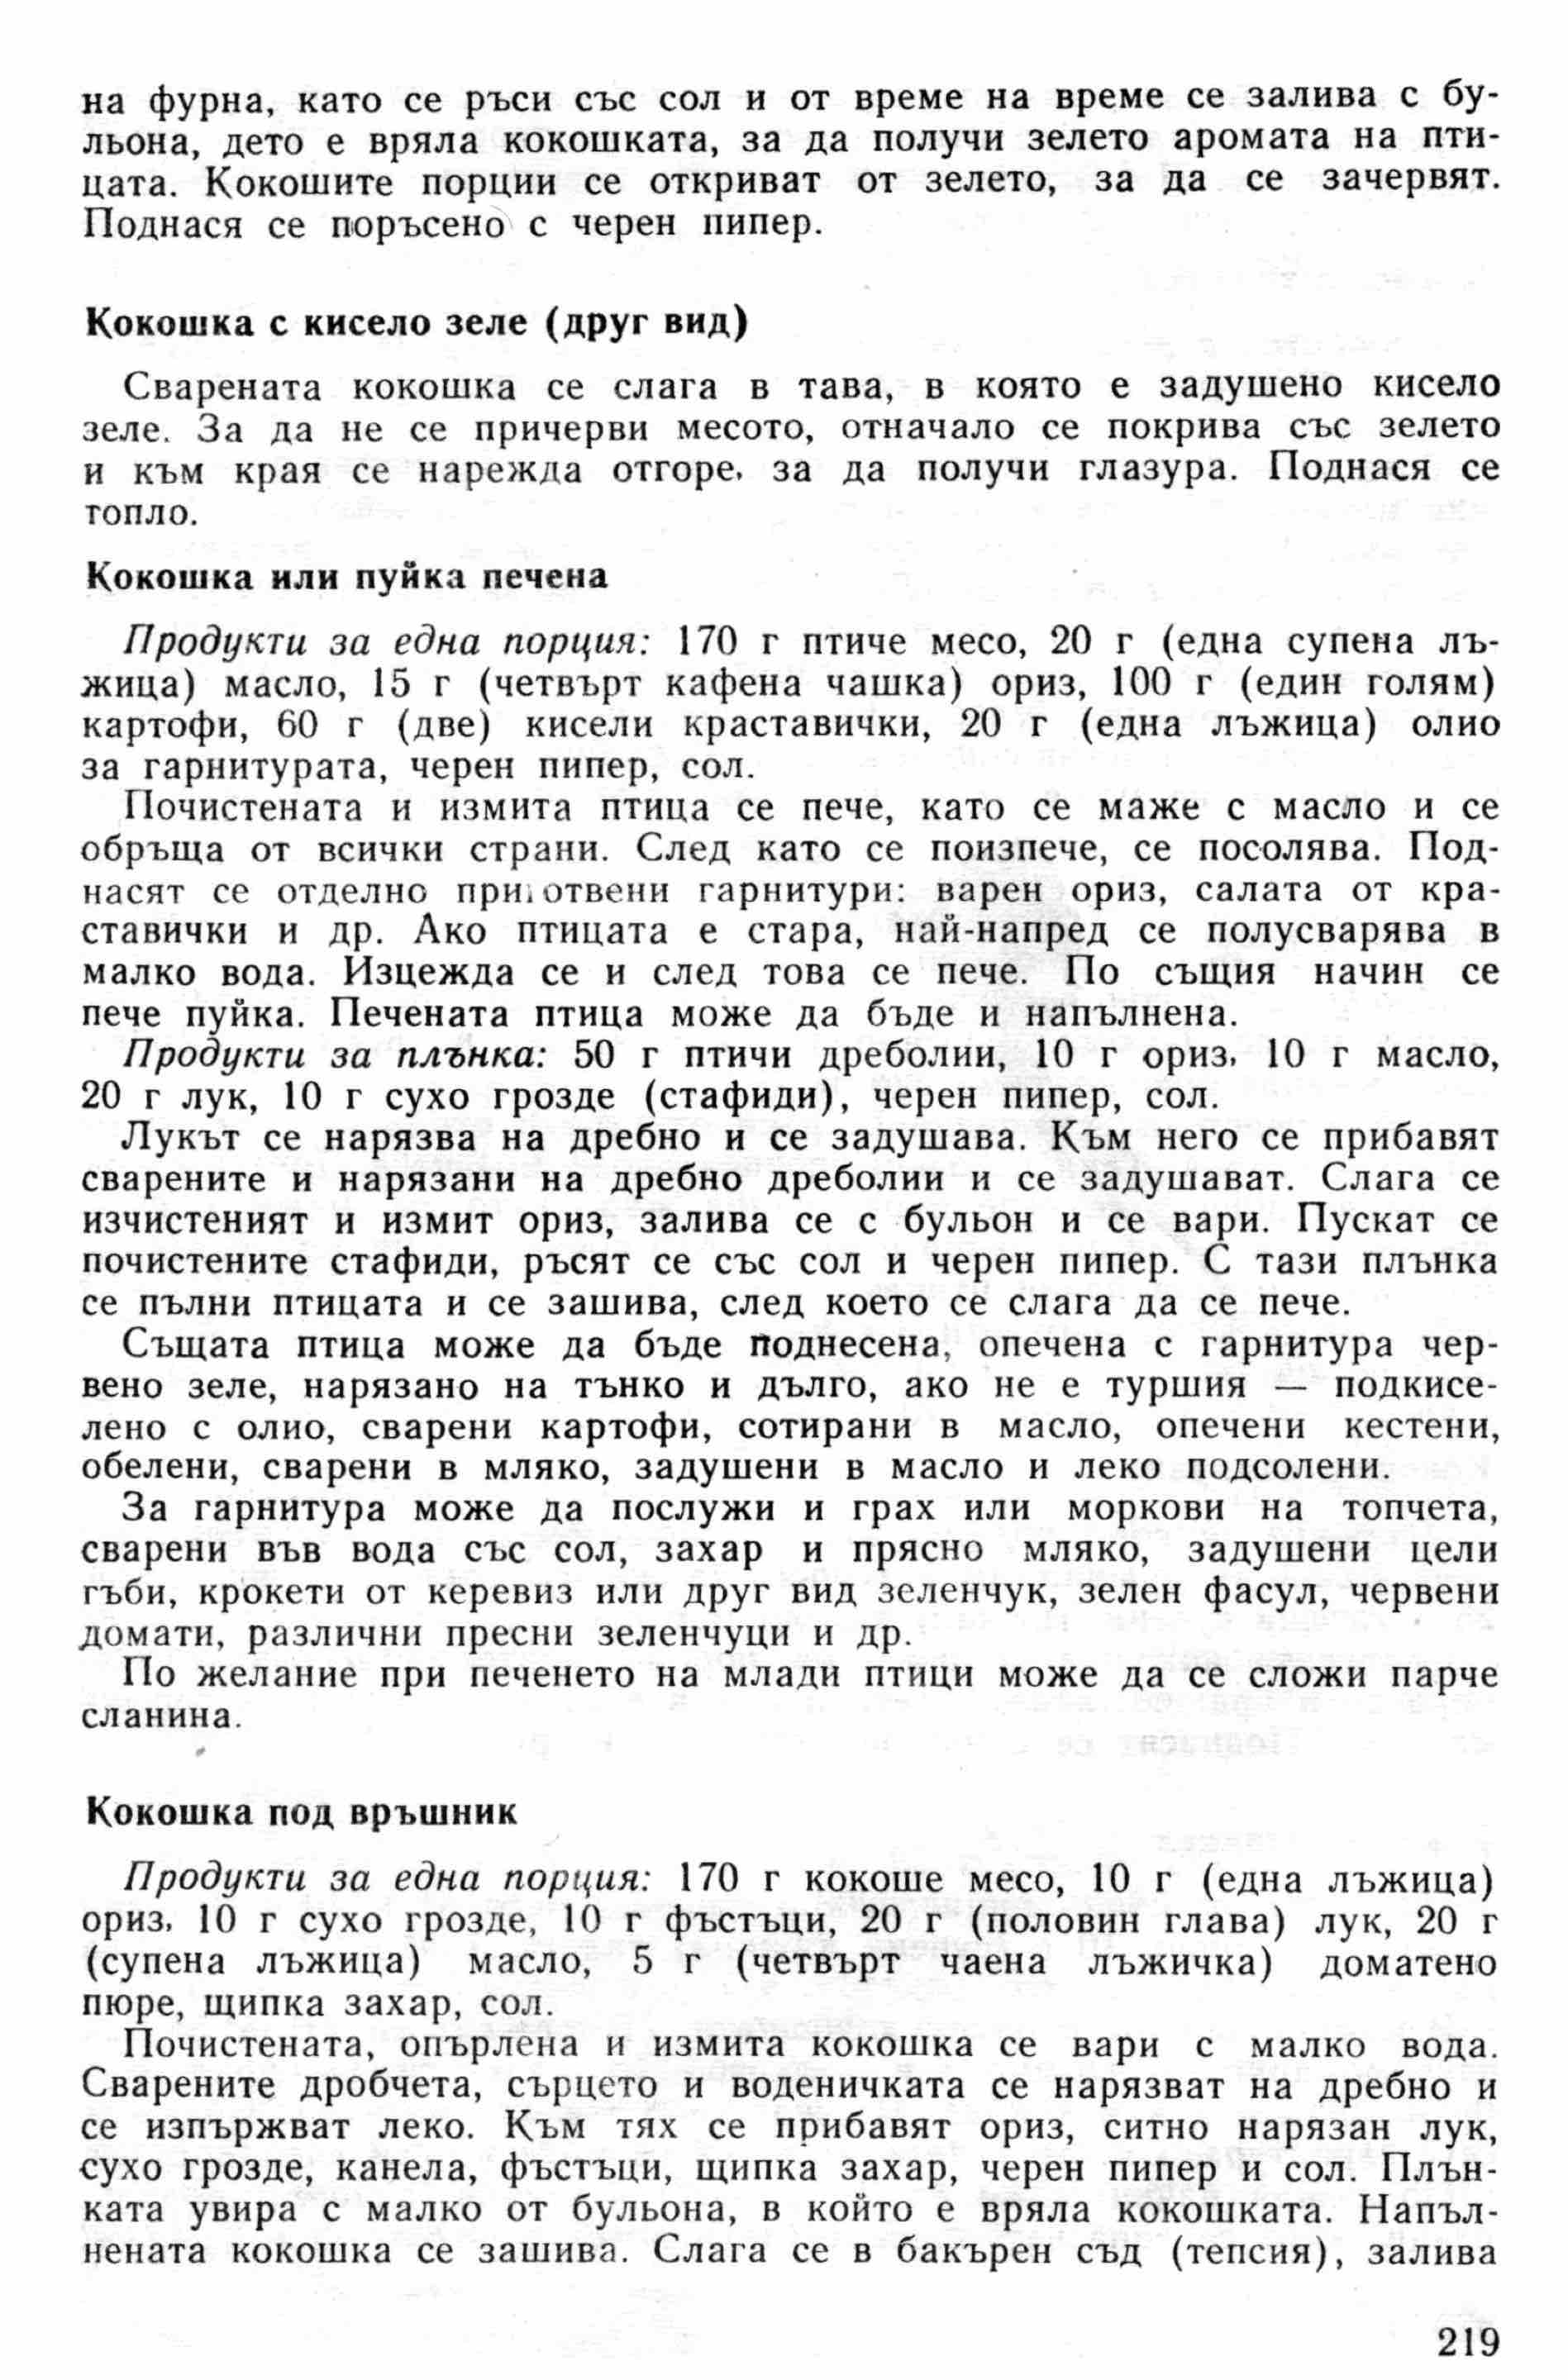 на фурна, като се ръси със сол и от време на време се залива с бу-
льона, дето е вряла кокошката, за да получи зелето аромата на пти-
цата. Кокошите порции се откриват от зелето, за да се зачервят.
Поднася се поръсено с черен пипер.
Кокошка с кисело зеле (друг вид)
Сварената кокошка се слага в тава, в която е задушено кисело
зеле. За да не се причерви месото, отначало се покрива със зелето
и към края се нарежда отгоре, за да получи глазура. Поднася се
топло.
Кокошка или пуйка печена
Продукти за една порция: 170 г птиче месо, 20 г (една супена лъ-
жица) масло, 15 г (четвърт кафена чашка) ориз, 100 г (един голям)
картофи, 60 г (две) кисели краставички, 20 г (една лъжица) олио
за гарнитурата, черен пипер, сол.
Почистената и измита птица се пече, като се маже с масло и се
обръща от всички страни. След като се поизпече, се посолява. Под-
насят се отделно приготвени гарнитури: варен ориз, салата от кра-
ставички и др. Ако птицата е стара, най-напред се полусварява в
малко вода. Изцежда се и след това се пече. По същия начин се
пече пуйка. Печената птица може да бъде и напълнена.
Продукти за плънка: 50 г птичи дреболии, 10 г ориз, 10 г масло,
20 г лук, 10 г сухо грозде (стафиди), черен пипер, сол.
Лукът се нарязва на дребно и се задушава. Към него се прибавят
сварените и нарязани на дребно дреболии и се задушават. Слага се
изчистеният и измит ориз, залива се с бульон и се вари. Пускат се
почистените стафиди, ръсят се със сол и черен пипер. С тази плънка
се пълни птицата и се зашива, след което се слага да се пече.
Същата птица може да бъде поднесена, опечена с гарнитура чер-
вено зеле, нарязано на тънко и дълго, ако не е туршия — подкисе-
лено с олио, сварени картофи, сотирани в масло, опечени кестени,
обелени, сварени в мляко, задушени в масло и леко подсолени.
За гарнитура може да послужи и грах или моркови на топчета,
сварени във вода със сол, захар и прясно мляко, задушени цели
гъби, крокети от керевиз или друг вид зеленчук, зелен фасул, червени
домати, различни пресни зеленчуци и др.
По желание при печенето на млади птици може да се сложи парче
сланина.
Кокошка под връшник
Продукти за една порция: 170 г кокоше месо, 10 г (една лъжица)
ориз, 10 г сухо грозде, 10 г фъстъци, 20 г (половин глава) лук, 20 г
(супена лъжица) масло, 5 г (четвърт чаена лъжичка) доматено
пюре, щипка захар, сол.
Почистената, опърлена и измита кокошка се вари с малко вода.
Сварените дробчета, сърцето и воденичката се нарязват на дребно и
се изпържват леко. Към тях се прибавят ориз, ситно нарязан лук,
сухо грозде, канела, фъстъци, щипка захар, черен пипер и сол. Плън-
ката увира с малко от бульона, в който е вряла кокошката. Напъл-
нената кокошка се зашива. Слага се в бакърен съд (тепсия), залива
219